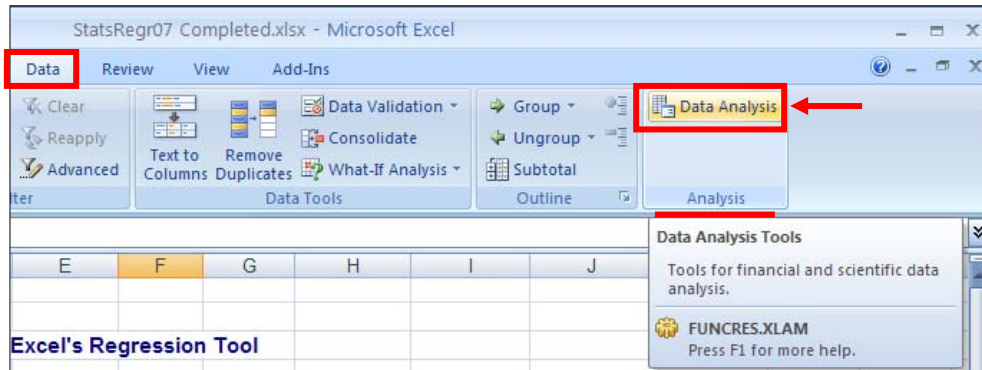 StatsRegr07 Completed.xlsx - Microsoft Excel
Data Review View Add-Ins
Clear
Reapply
Advanced
Text to
Columns
Remove
Duplicates
Data Validation
Consolidate
What-If Analysis
Group
Ungroup
Subtotal
Data Analysis
lter
Data Tools
Outline
Analysis
E F G H I J
Excel's Regression Tool
Data Analysis Tools
Tools for financial and scientific data
analysis.
FUNCRES.XLAM
Press F1 for more help.